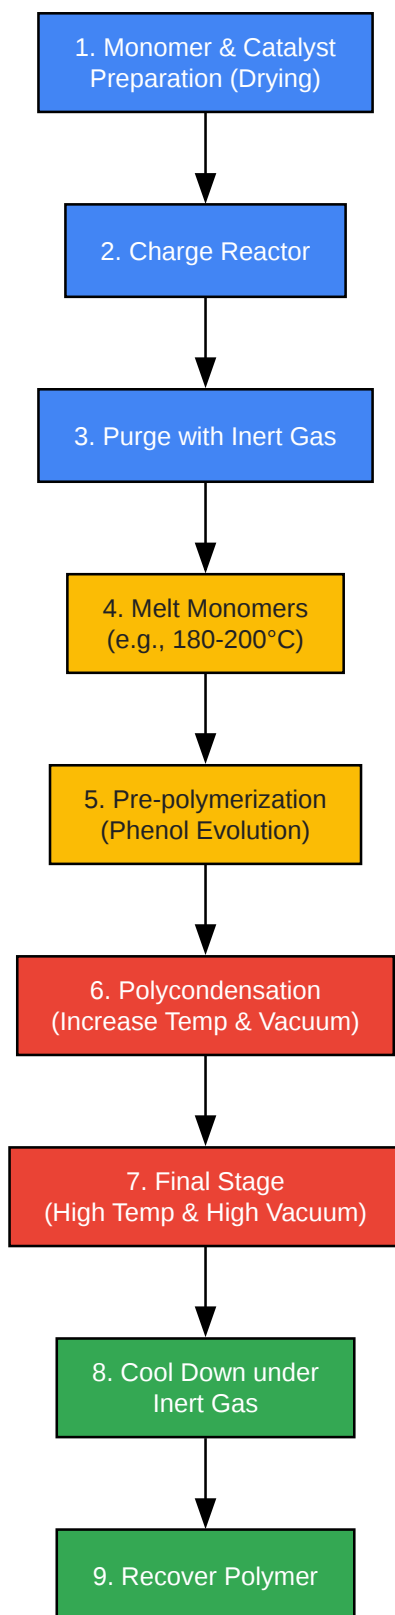 1. Monomer & Catalyst
Preparation (Drying)
2. Charge Reactor
3. Purge with Inert Gas
4. Melt Monomers
(e.g., 180-200°C)
5. Pre-polymerization
(Phenol Evolution)
6. Polycondensation
(Increase Temp & Vacuum)
7. Final Stage
(High Temp & High Vacuum)
8. Cool Down under
Inert Gas
9. Recover Polymer